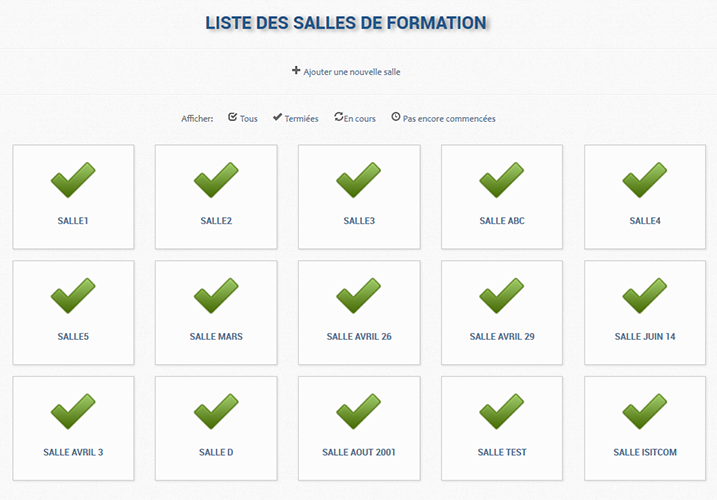 LISTE DES SALLES DE FORMATION
Ajouter une nouvelle salle
Afficher: Tous Termiées En cours Pas encore commencées
SALLE1 SALLE2 SALLE3 SALLE ABC SALLE4
SALLE5 SALLE MARS SALLE AVRIL 26 SALLE AVRIL 29 SALLE JUIN 14
SALLE AVRIL 3 SALLE D SALLE AOUT 2001 SALLE TEST SALLE ISITCOM